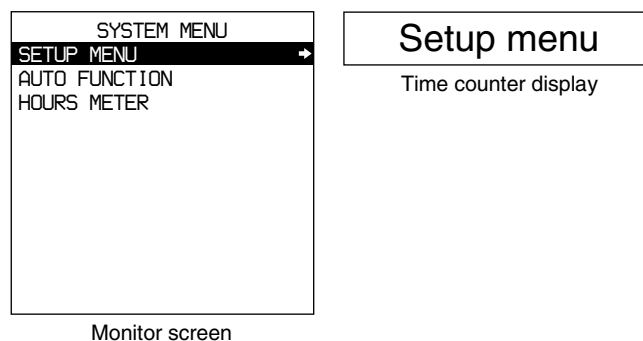 SYSTEM MENU
SETUP MENU
AUTO FUNCTION
HOURS METER
Monitor screen
Setup menu
Time counter display